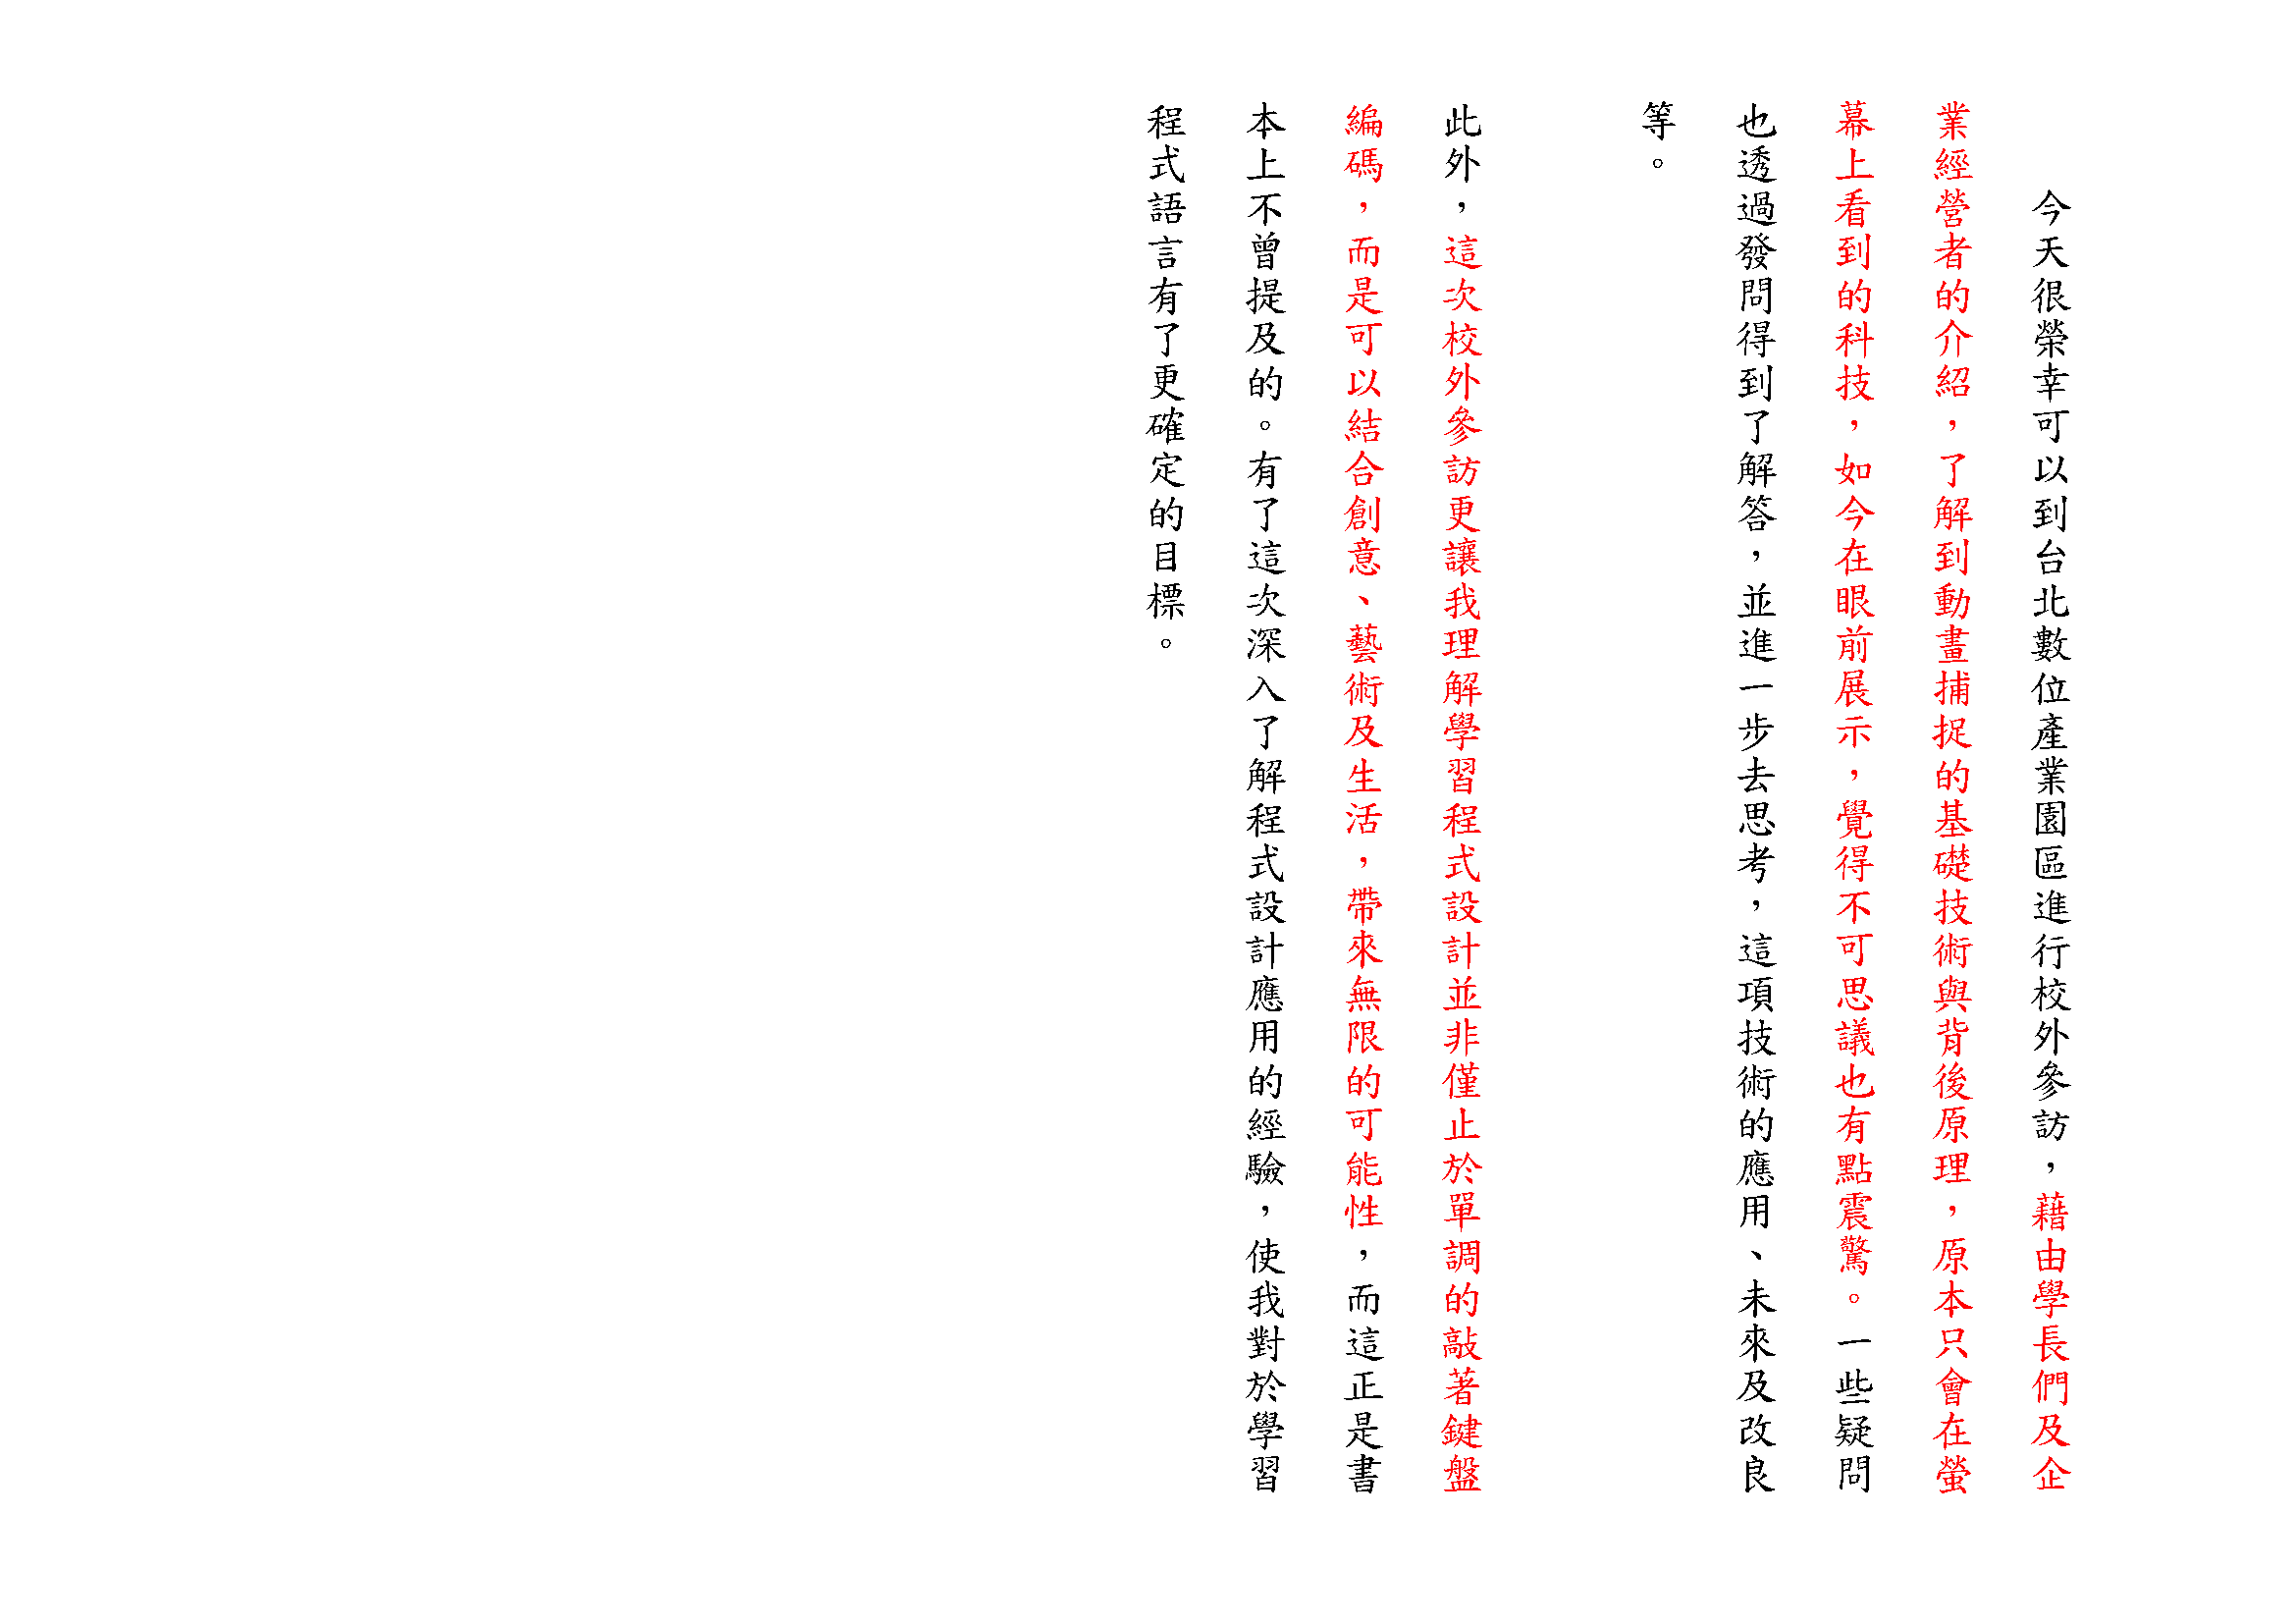 今天很榮幸可以到台北數位產業園區進行校外參訪，藉由學長們及企
業經營者的介紹，了解到動畫捕捉的基礎技術與背後原理，原本只會在螢
幕上看到的科技，如今在眼前展示，覺得不可思議也有點震驚。一些疑問
也透過發問得到了解答，並進一步去思考，這項技術的應用、未來及改良
等。
此外，這次校外參訪更讓我理解學習程式設計並非僅止於單調的敲著鍵盤
編碼，而是可以結合創意、藝術及生活，帶來無限的可能性，而這正是書
本上不曾提及的。有了這次深入了解程式設計應用的經驗，使我對於學習
程式語言有了更確定的目標。